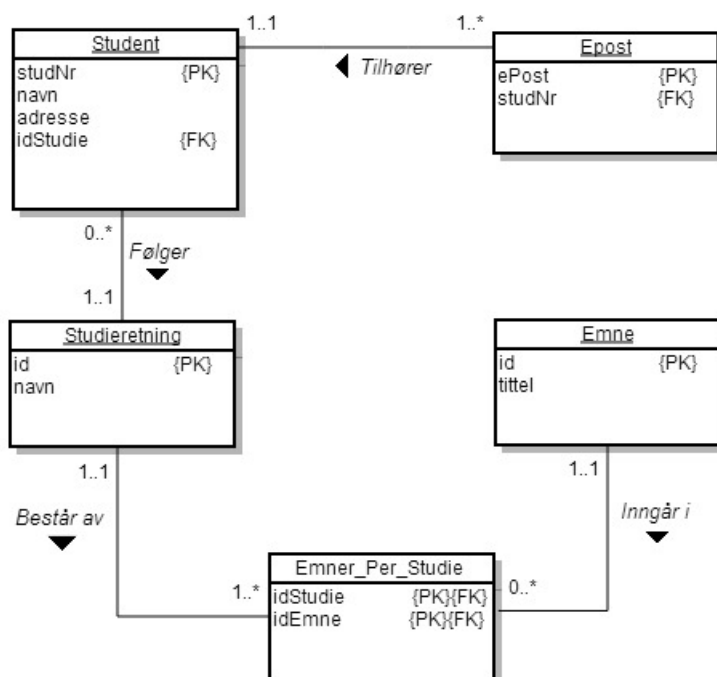 1..1
1..*
Student
Epost
Tilhører
studNr {PK}
navn
adresse
idStudie {FK}
ePost {PK}
studNr {FK}
0..*
Følger
1..1
Studieretning
id {PK}
navn
Emne
id {PK}
tittel
1..1
1..1
Består av
Inngår i
1..*
Emner_Per_Studie
0..*
idStudie {PK}{FK}
idEmne {PK}{FK}